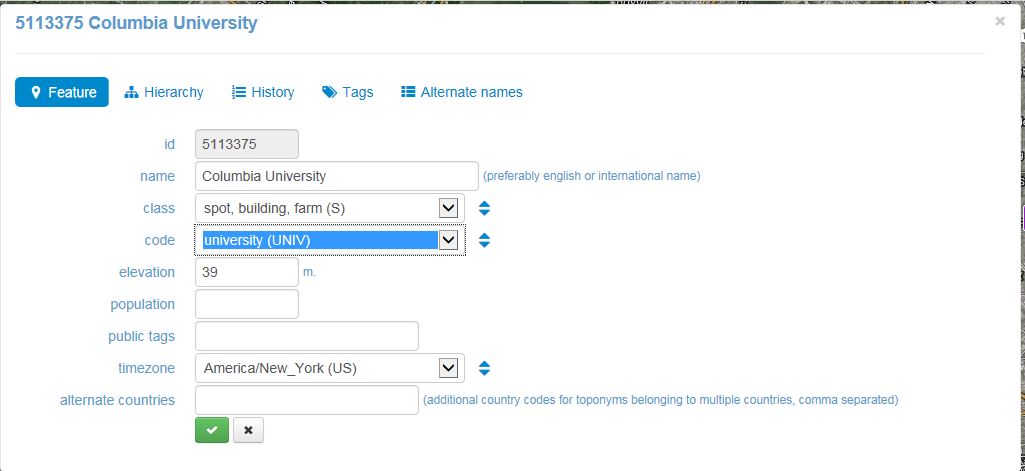 5113375 Columbia University
Feature Hierarchy History Tags Alternate names
id 5113375
name Columbia University (preferably english or international name)
class spot, building, farm (S)
code university (UNIV)
elevation 39 m.
population
public tags
timezone America/New_York (US)
alternate countries (additional country codes for toponyms belonging to multiple countries, comma separated)